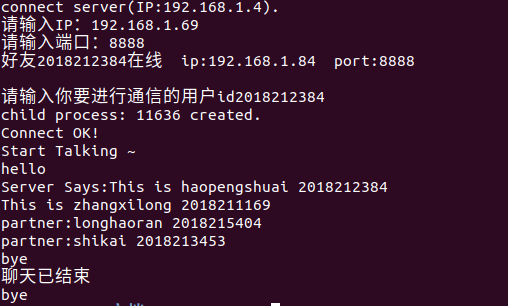 connect server(IP:192.168.1.4).
请输入IP：192.168.1.69
请输入端口：8888
好友2018212384在线 ip:192.168.1.84 port:8888
请输入你要进行通信的用户id2018212384
child process: 11636 created.
Connect OK!
Start Talking ~
hello
Server Says:This is haopengshuai 2018212384
This is zhangxilong 2018211169
partner:longhaoran 2018215404
partner:shikai 2018213453
bye
聊天已结束
bye